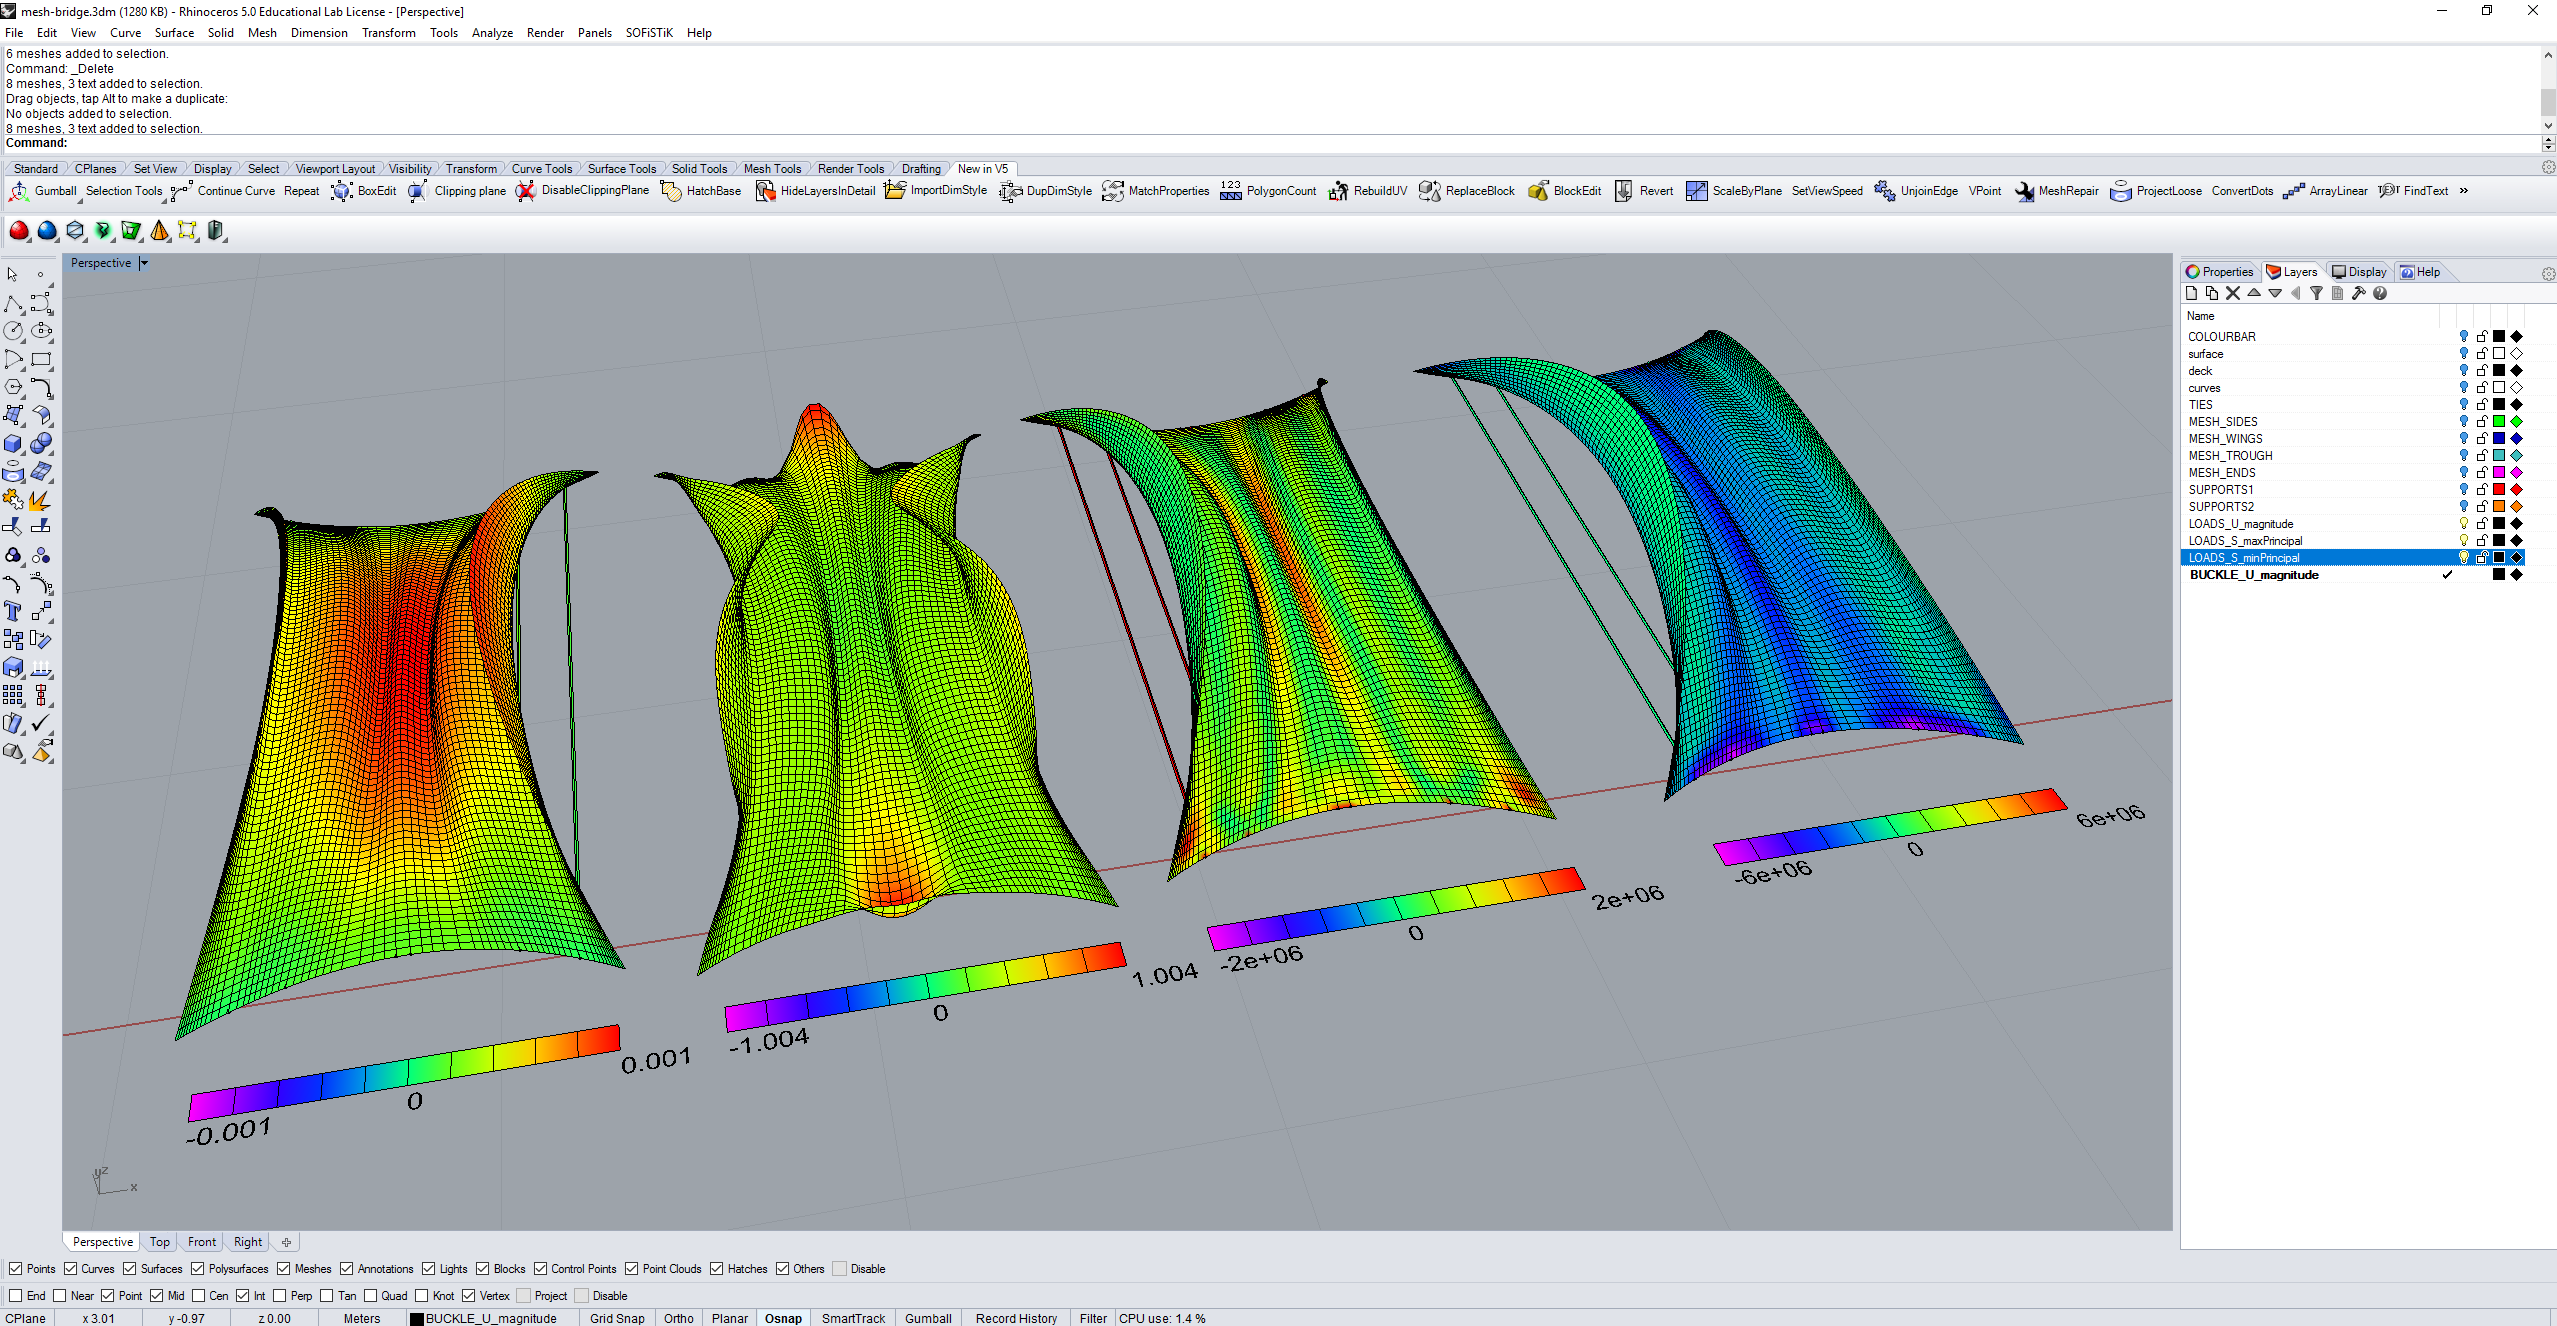 mesh-bridge.3dm (1280 KB) - Rhinoceros 5.0 Educational Lab License - [Perspective]
File Edit View Curve Surface Solid Mesh Dimension Transform Tools Analyze Render Panels SOFiSTiK Help
6 meshes added to selection.
Command: _Delete
8 meshes, 3 text added to selection.
Drag objects, tap Alt to make a duplicate:
No objects added to selection.
8 meshes, 3 text added to selection.
Command:
Standard CPlanes Set View Display Select Viewport Layout Visibility Transform Curve Tools Surface Tools Solid Tools Mesh Tools Render Tools Drafting New in V5
Gumball Selection Tools Continue Curve Repeat BoxEdit Clipping plane DisableClippingPlane HatchBase HideLayersInDetail ImportDimStyle DupDimStyle MatchProperties 123 PolygonCount RebuildUV ReplaceBlock BlockEdit Revert ScaleByPlane SetViewSpeed UnjoinEdge VPoint MeshRepair ProjectLoose ConvertDots ArrayLinear TEXT FindText »
Perspective
Properties Layers Display Help
Name
COLOURBAR
surface
deck
curves
TIES
MESH_SIDES
MESH_WINGS
MESH_TROUGH
MESH_ENDS
SUPPORTS1
SUPPORTS2
LOADS_U_magnitude
LOADS_S_maxPrincipal
LOADS_S_minPrincipal
BUCKLE_U_magnitude
-0.001 0 0.001
-1.004 0 1.004
-2e+06 0 2e+06
-6e+06 0 6e+06
y z x
Perspective Top Front Right
Points Curves Surfaces Polysurfaces Meshes Annotations Lights Blocks Control Points Point Clouds Hatches Others Disable
End Near Point Mid Cen Int Perp Tan Quad Knot Vertex Project Disable
CPlane x 3.01 y -0.97 z 0.00 Meters BUCKLE_U_magnitude Grid Snap Ortho Planar Osnap SmartTrack Gumball Record History Filter CPU use: 1.4 %